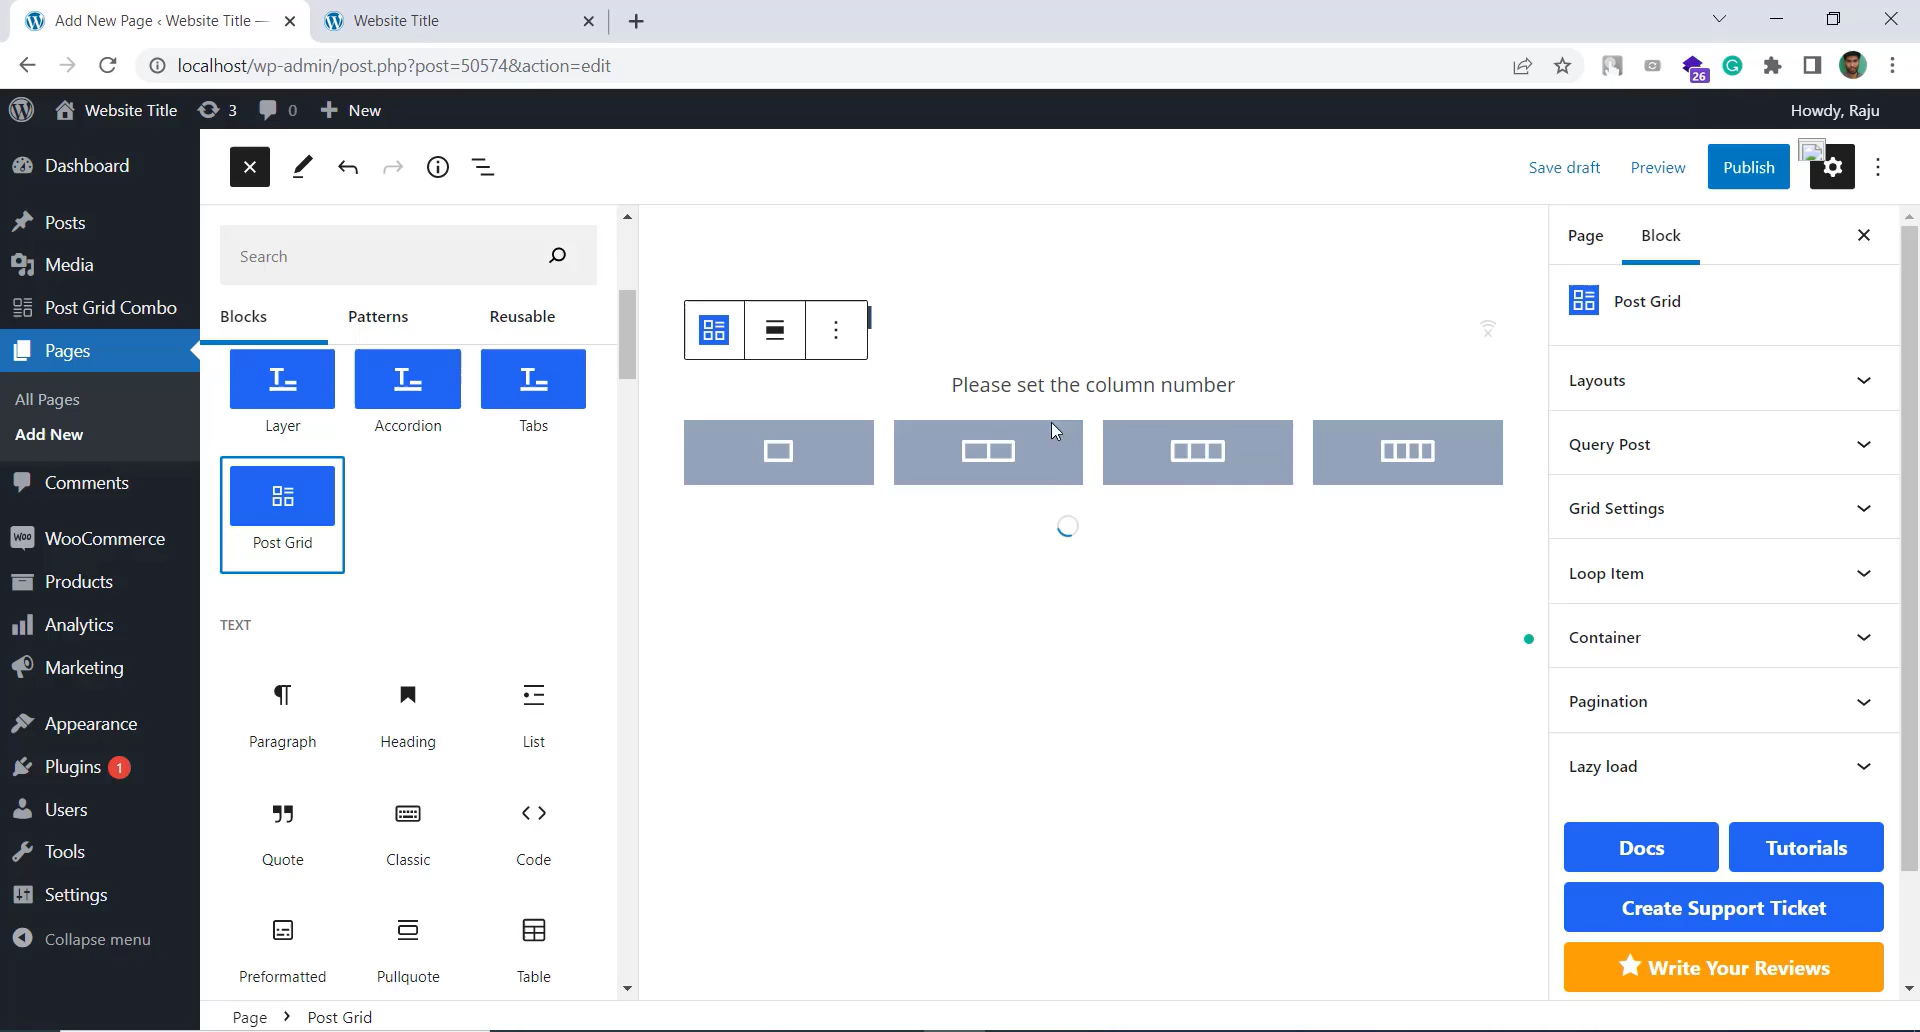 Add New Page ‹ Website Title —
Website Title
localhost/wp-admin/post.php?post=50574&action=edit
26
Website Title
3
0
New
Howdy, Raju
Dashboard
Posts
Media
Post Grid Combo
Pages
All Pages
Add New
Comments
Woo
WooCommerce
Products
Analytics
Marketing
Appearance
Plugins 1
Users
Tools
Settings
Collapse menu
Save draft
Preview
Publish
Search
Blocks
Patterns
Reusable
Layer
Accordion
Tabs
Post Grid
TEXT
Paragraph
Heading
List
Quote
Classic
Code
Preformatted
Pullquote
Table
Please set the column number
Page
Block
Post Grid
Layouts
Query Post
Grid Settings
Loop Item
Container
Pagination
Lazy load
Docs
Tutorials
Create Support Ticket
Write Your Reviews
Page › Post Grid